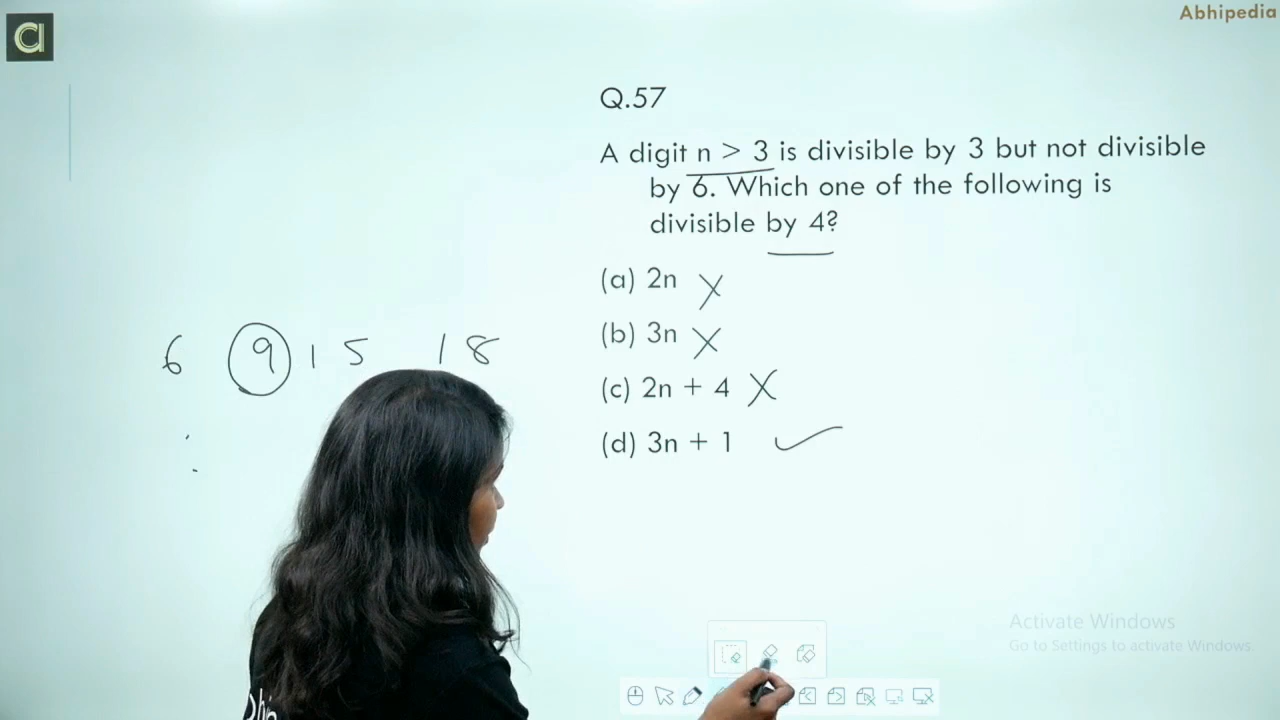 Abhipedia
Q.57
A digit n > 3 is divisible by 3 but not divisible
by 6. Which one of the following is
divisible by 4?
(a) 2n X
(b) 3n X
(c) 2n + 4 X
(d) 3n + 1 ✓
6 9 15 18
Activate Windows
Go to Settings to activate Windows.